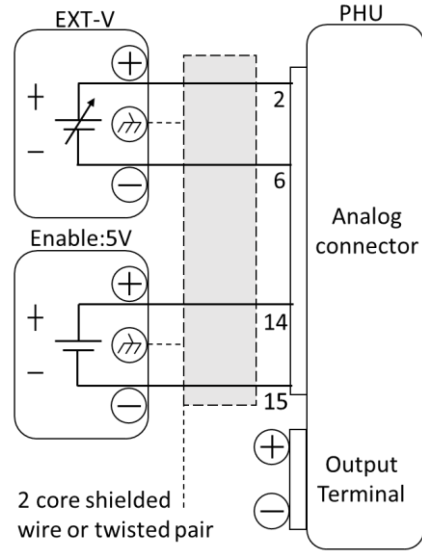 EXT-V
PHU
+
2
−
6
Enable:5V
Analog
connector
+
14
−
15
2 core shielded
wire or twisted pair
Output
Terminal